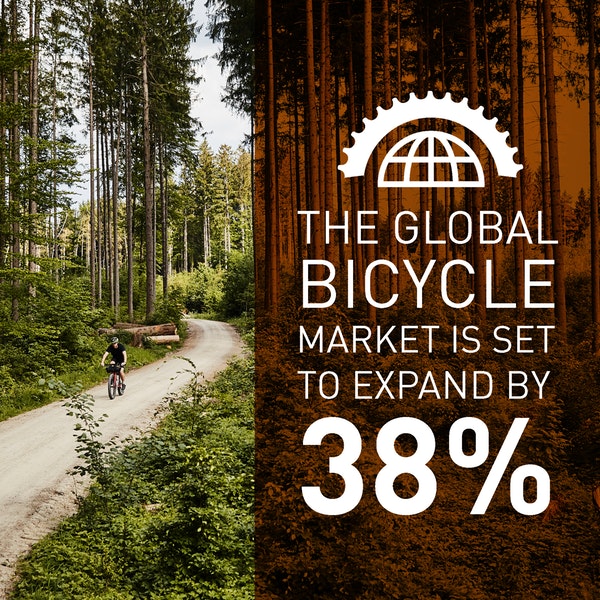 THE GLOBAL
BICYCLE
MARKET IS SET
TO EXPAND BY
38%